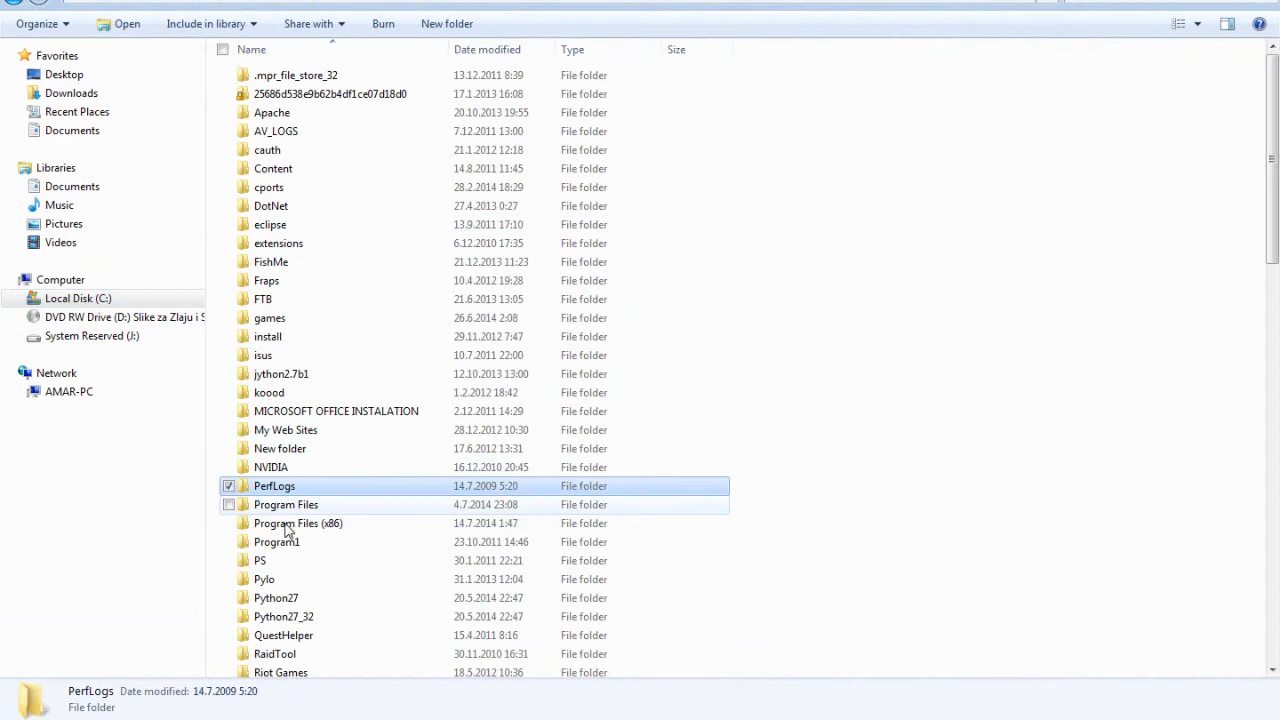 Organize Open Include in library Share with Burn New folder
Favorites
Desktop
Downloads
Recent Places
Documents
Libraries
Documents
Music
Pictures
Videos
Computer
Local Disk (C:)
DVD RW Drive (D:) Slike za Zlaju i S
System Reserved (J:)
Network
AMAR-PC
Name Date modified Type Size
.mpr_file_store_32 13.12.2011 8:39 File folder
25686d538e9b62b4df1ce07d18d0 17.1.2013 16:08 File folder
Apache 20.10.2013 19:55 File folder
AV_LOGS 7.12.2011 13:00 File folder
cauth 21.1.2012 12:18 File folder
Content 14.8.2011 11:45 File folder
cports 28.2.2014 18:29 File folder
DotNet 27.4.2013 0:27 File folder
eclipse 13.9.2011 17:10 File folder
extensions 6.12.2010 17:35 File folder
FishMe 21.12.2013 11:23 File folder
Fraps 10.4.2012 19:28 File folder
FTB 21.6.2013 13:05 File folder
games 26.6.2014 2:08 File folder
install 29.11.2012 7:47 File folder
isus 10.7.2011 22:00 File folder
jython2.7b1 12.10.2013 13:00 File folder
koood 1.2.2012 18:42 File folder
MICROSOFT OFFICE INSTALATION 2.12.2011 14:29 File folder
My Web Sites 28.12.2012 10:30 File folder
New folder 17.6.2012 13:31 File folder
NVIDIA 16.12.2010 20:45 File folder
PerfLogs 14.7.2009 5:20 File folder
Program Files 4.7.2014 23:08 File folder
Program Files (x86) 14.7.2014 1:47 File folder
Program1 23.10.2011 14:46 File folder
PS 30.1.2011 22:21 File folder
Pylo 31.1.2013 12:04 File folder
Python27 20.5.2014 22:47 File folder
Python27_32 20.5.2014 22:47 File folder
QuestHelper 15.4.2011 8:16 File folder
RaidTool 30.11.2010 16:31 File folder
Riot Games 18.5.2012 10:36 File folder
PerfLogs Date modified: 14.7.2009 5:20
File folder